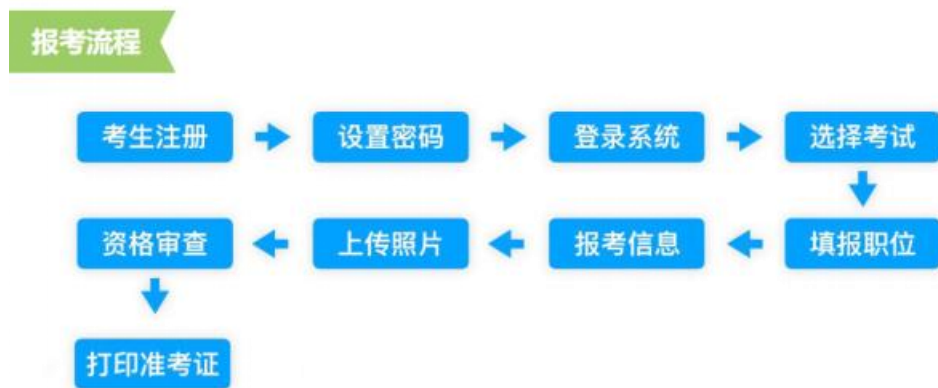 报考流程
考生注册
设置密码
登录系统
选择考试
填报职位
报考信息
上传照片
资格审查
打印准考证